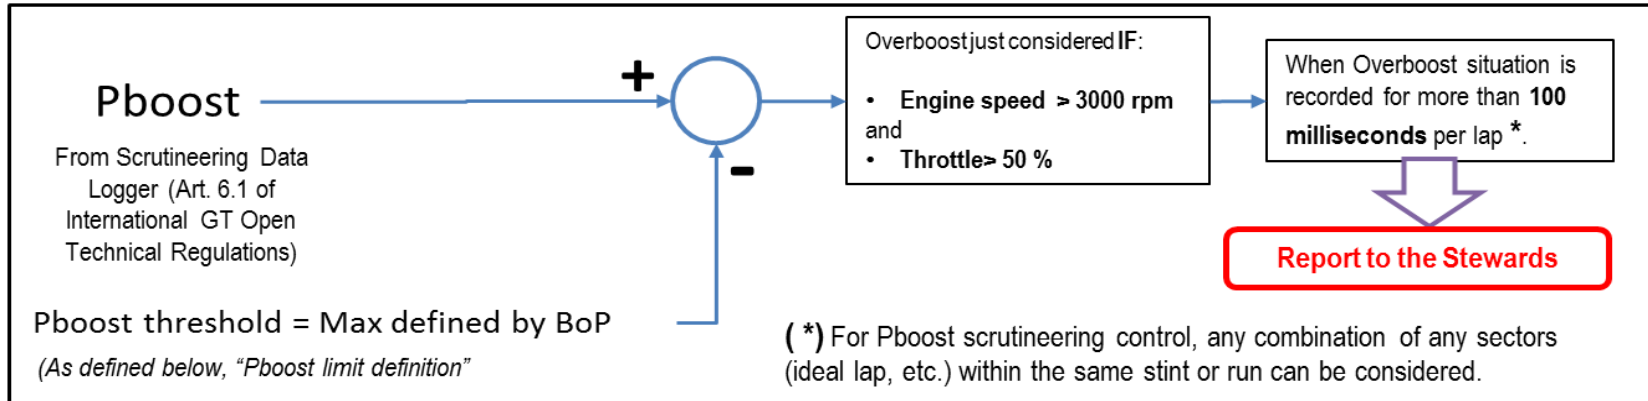 Pboost
From Scrutineering Data
Logger (Art. 6.1 of
International GT Open
Technical Regulations)
Pboost threshold = Max defined by BoP
(As defined below, “Pboost limit definition”
+
-
Overboost just considered IF:
• Engine speed > 3000 rpm
and
• Throttle> 50 %
When Overboost situation is
recorded for more than 100
milliseconds per lap *.
Report to the Stewards
( *) For Pboost scrutineering control, any combination of any sectors
(ideal lap, etc.) within the same stint or run can be considered.